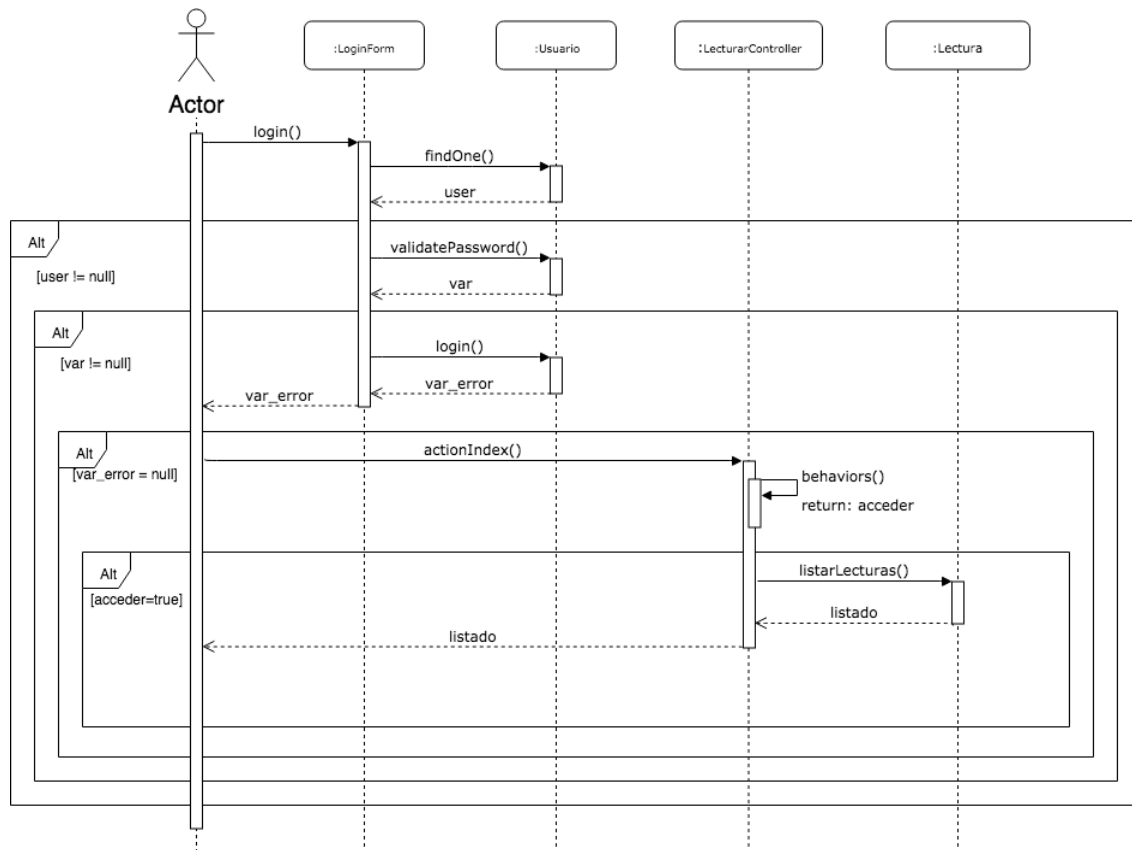 :LoginForm
:Usuario
:LecturarController
:Lectura
Actor
login()
findOne()
user
Alt
validatePassword()
[user != null]
var
Alt
login()
[var != null]
var_error
var_error
Alt
actionIndex()
[var_error = null]
behaviors()
return: acceder
Alt
listarLecturas()
[acceder=true]
listado
listado